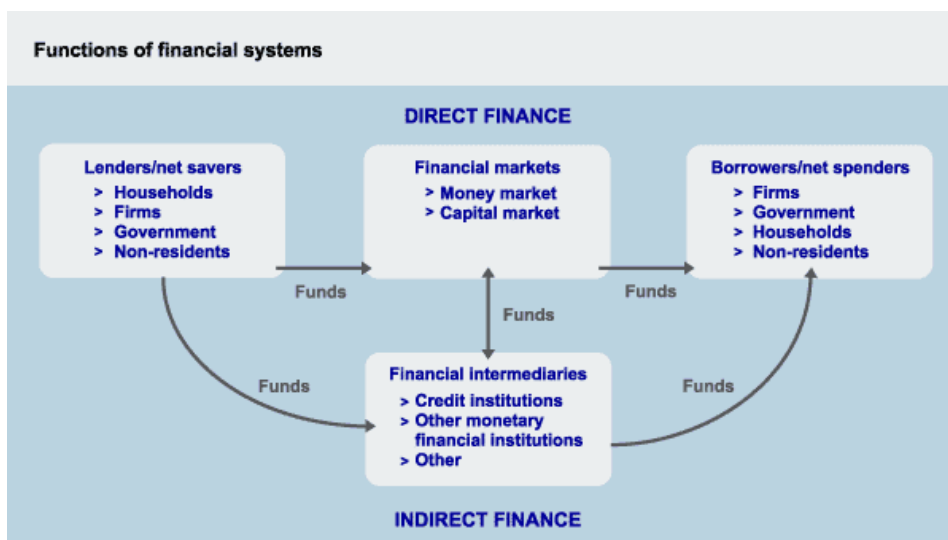 Functions of financial systems
DIRECT FINANCE
Lenders/net savers
> Households
> Firms
> Government
> Non-residents
Financial markets
> Money market
> Capital market
Borrowers/net spenders
> Firms
> Government
> Households
> Non-residents
Funds
Funds
Funds
Funds
Funds
Financial intermediaries
> Credit institutions
> Other monetary
financial institutions
> Other
INDIRECT FINANCE